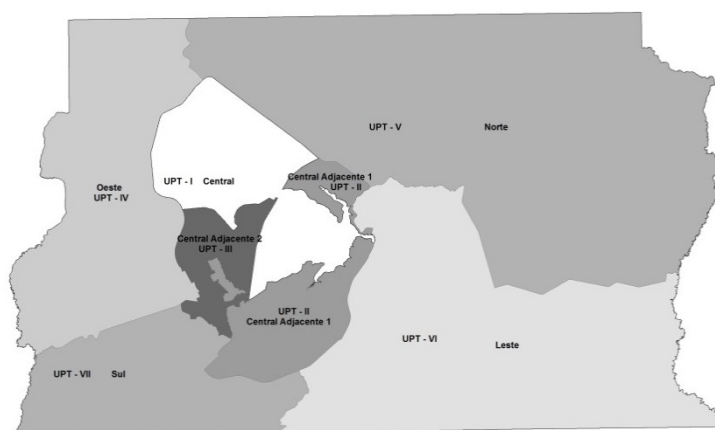 UPT - V Norte
Central Adjacente 1
UPT - II
UPT - I Central
Oeste
UPT - IV
Central Adjacente 2
UPT - III
UPT - II
Central Adjacente 1
UPT - VI Leste
UPT - VII Sul